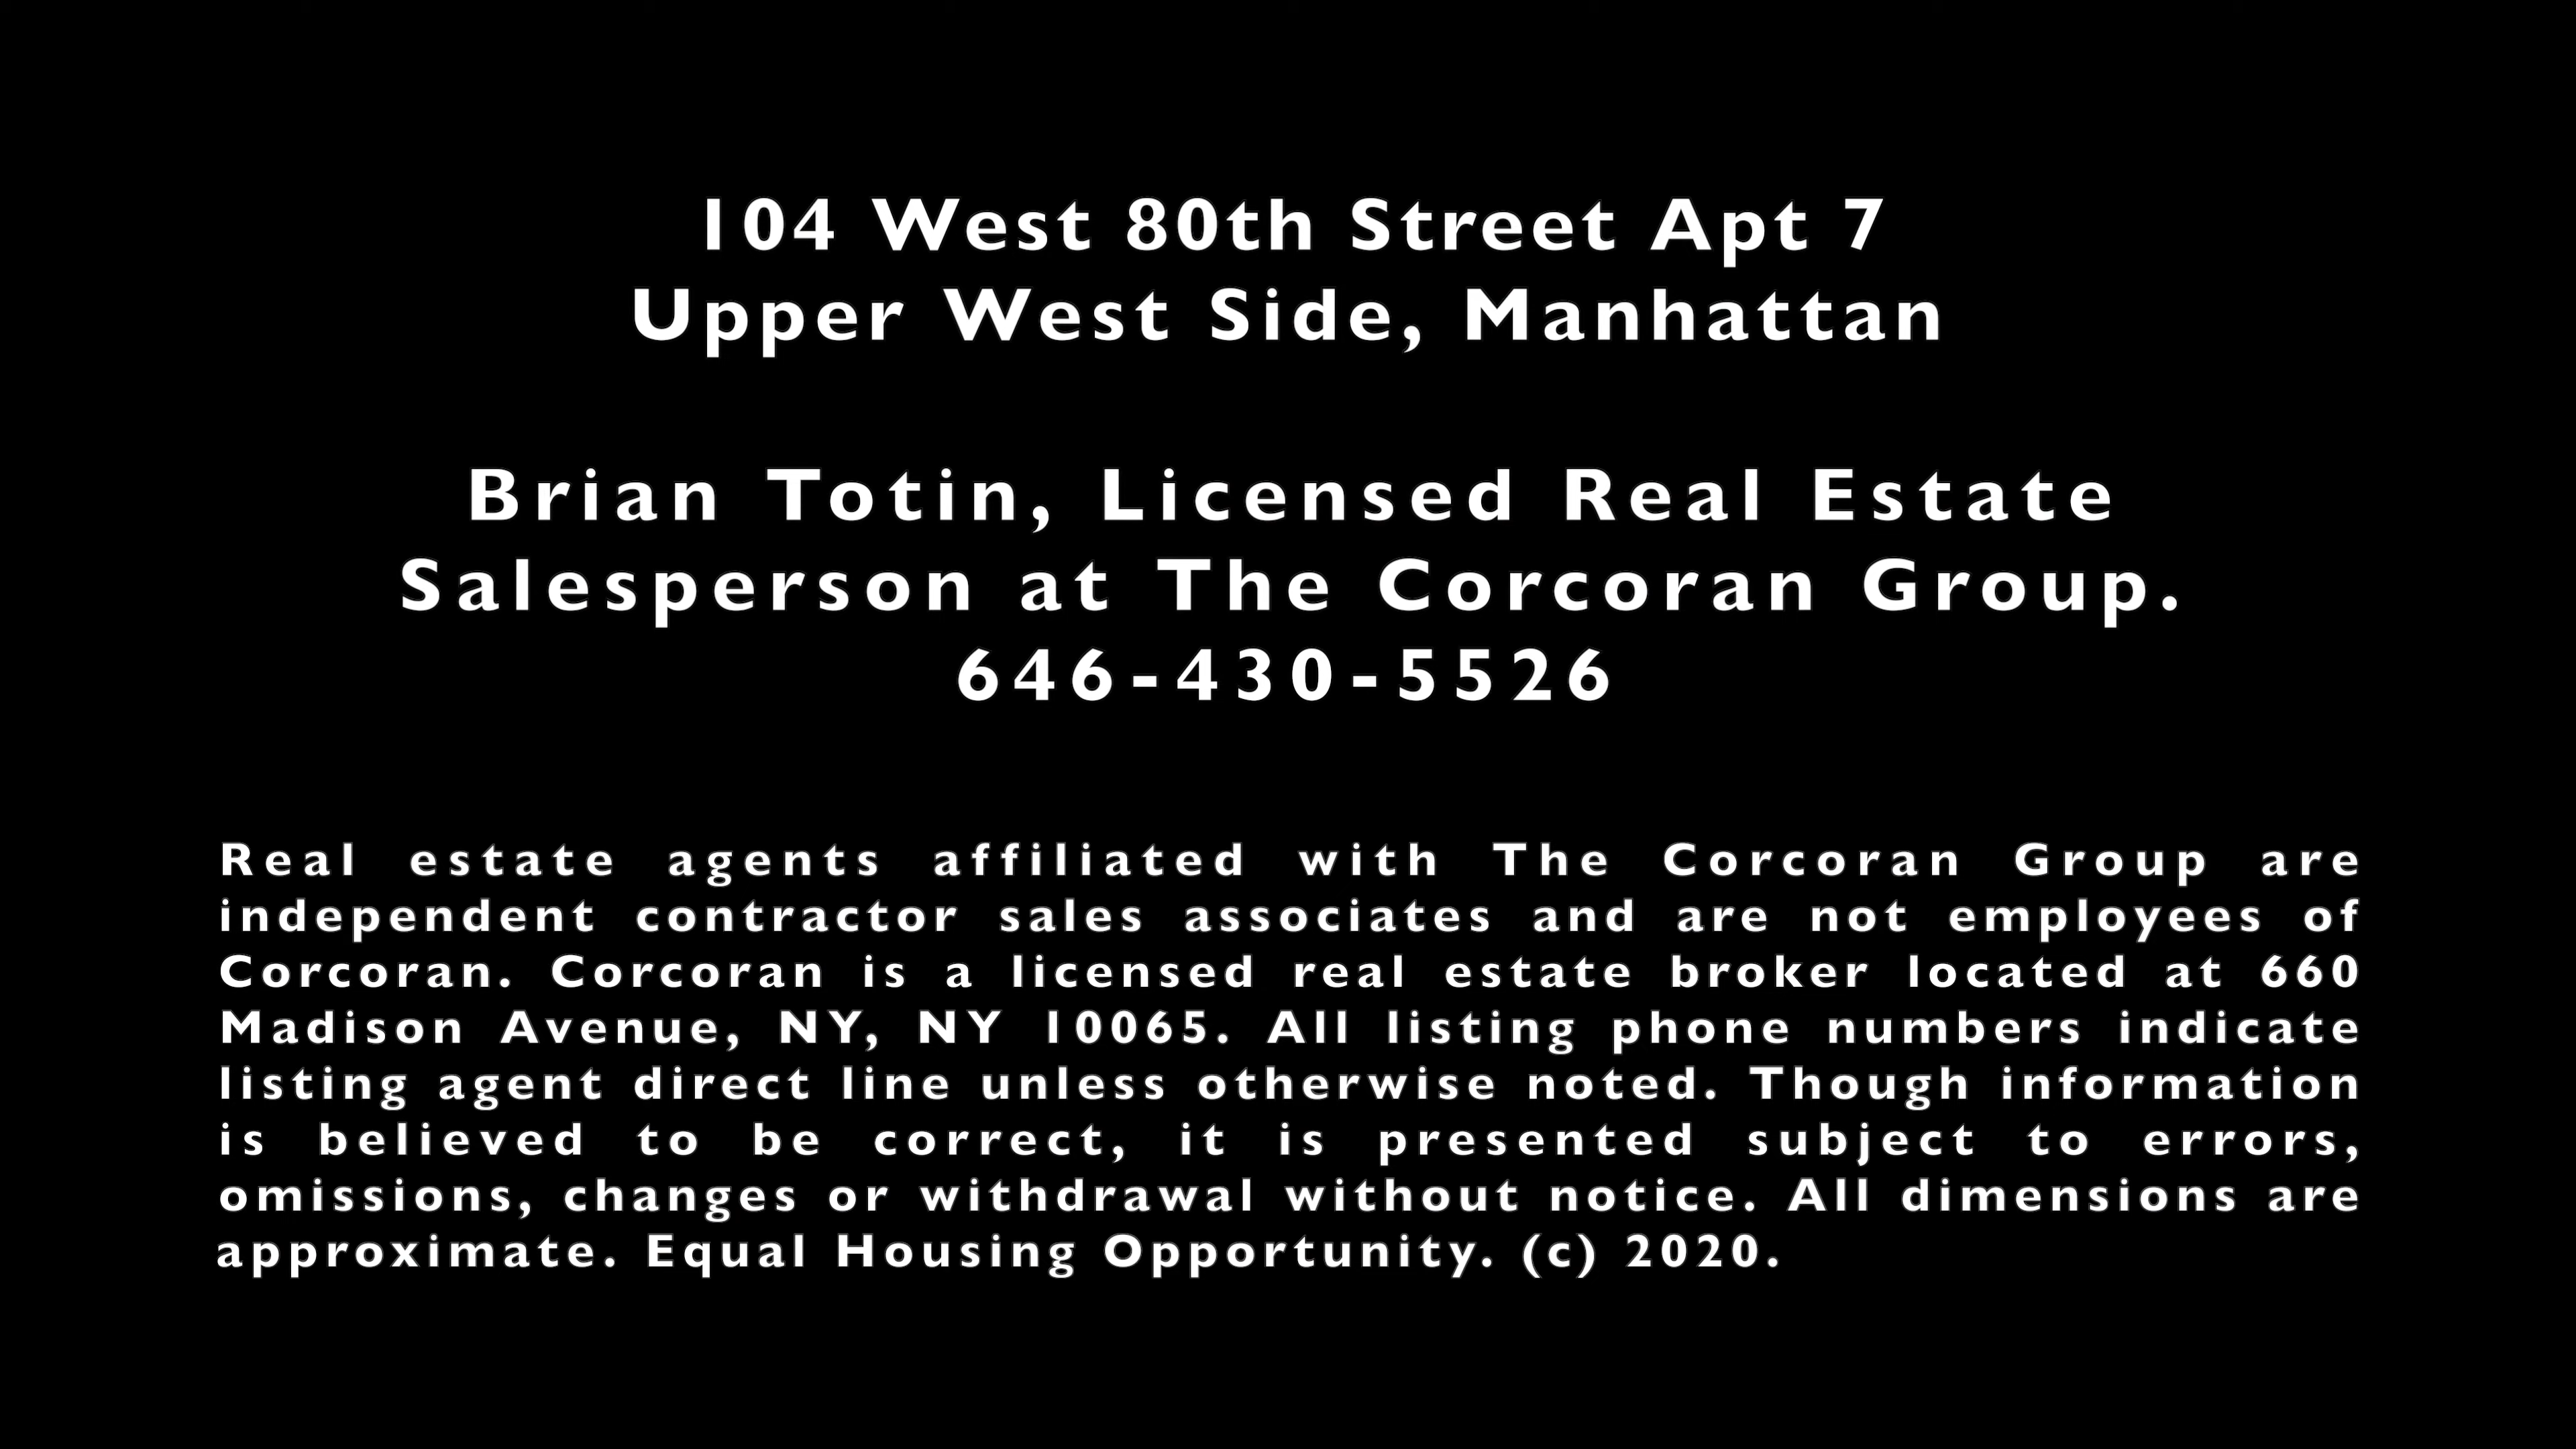 104 West 80th Street Apt 7
Upper West Side, Manhattan
Brian Totin, Licensed Real Estate
Salesperson at The Corcoran Group.
646-430-5526
Real estate agents affiliated with The Corcoran Group are
independent contractor sales associates and are not employees of
Corcoran. Corcoran is a licensed real estate broker located at 660
Madison Avenue, NY, NY 10065. All listing phone numbers indicate
listing agent direct line unless otherwise noted. Though information
is believed to be correct, it is presented subject to errors,
omissions, changes or withdrawal without notice. All dimensions are
approximate. Equal Housing Opportunity. (c) 2020.